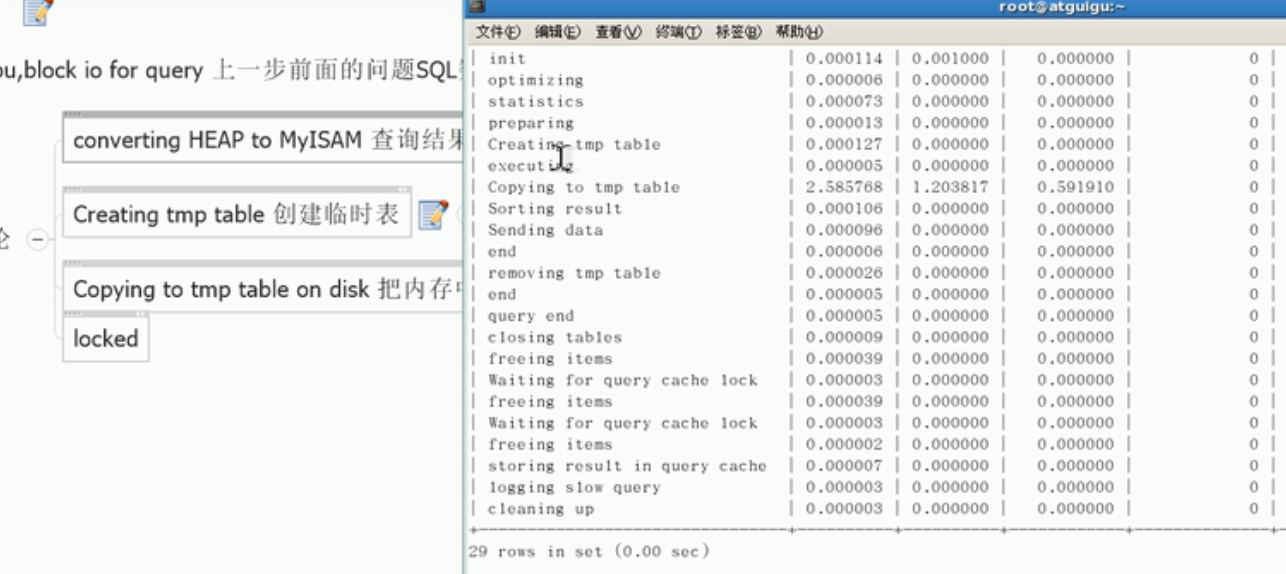 ou,block io for query 上一步前面的问题SQL
converting HEAP to MyISAM 查询结果
Creating tmp table 创建临时表
论
Copying to tmp table on disk 把内存
locked
root@atguigu:~
文件(F) 编辑(E) 查看(V) 终端(T) 标签(B) 帮助(H)
| init | 0.000114 | 0.001000 | 0.000000 | 0 |
| optimizing | 0.000006 | 0.000000 | 0.000000 | 0 |
| statistics | 0.000073 | 0.000000 | 0.000000 | 0 |
| preparing | 0.000013 | 0.000000 | 0.000000 | 0 |
| Creating tmp table | 0.000127 | 0.000000 | 0.000000 | 0 |
| executing | 0.000005 | 0.000000 | 0.000000 | 0 |
| Copying to tmp table | 2.585768 | 1.203817 | 0.591910 | 0 |
| Sorting result | 0.000106 | 0.000000 | 0.000000 | 0 |
| Sending data | 0.000096 | 0.000000 | 0.000000 | 0 |
| end | 0.000006 | 0.000000 | 0.000000 | 0 |
| removing tmp table | 0.000026 | 0.000000 | 0.000000 | 0 |
| end | 0.000005 | 0.000000 | 0.000000 | 0 |
| query end | 0.000005 | 0.000000 | 0.000000 | 0 |
| closing tables | 0.000009 | 0.000000 | 0.000000 | 0 |
| freeing items | 0.000039 | 0.000000 | 0.000000 | 0 |
| Waiting for query cache lock | 0.000003 | 0.000000 | 0.000000 | 0 |
| freeing items | 0.000039 | 0.000000 | 0.000000 | 0 |
| Waiting for query cache lock | 0.000003 | 0.000000 | 0.000000 | 0 |
| freeing items | 0.000002 | 0.000000 | 0.000000 | 0 |
| storing result in query cache | 0.000007 | 0.000000 | 0.000000 | 0 |
| logging slow query | 0.000003 | 0.000000 | 0.000000 | 0 |
| cleaning up | 0.000003 | 0.000000 | 0.000000 | 0 |
29 rows in set (0.00 sec)